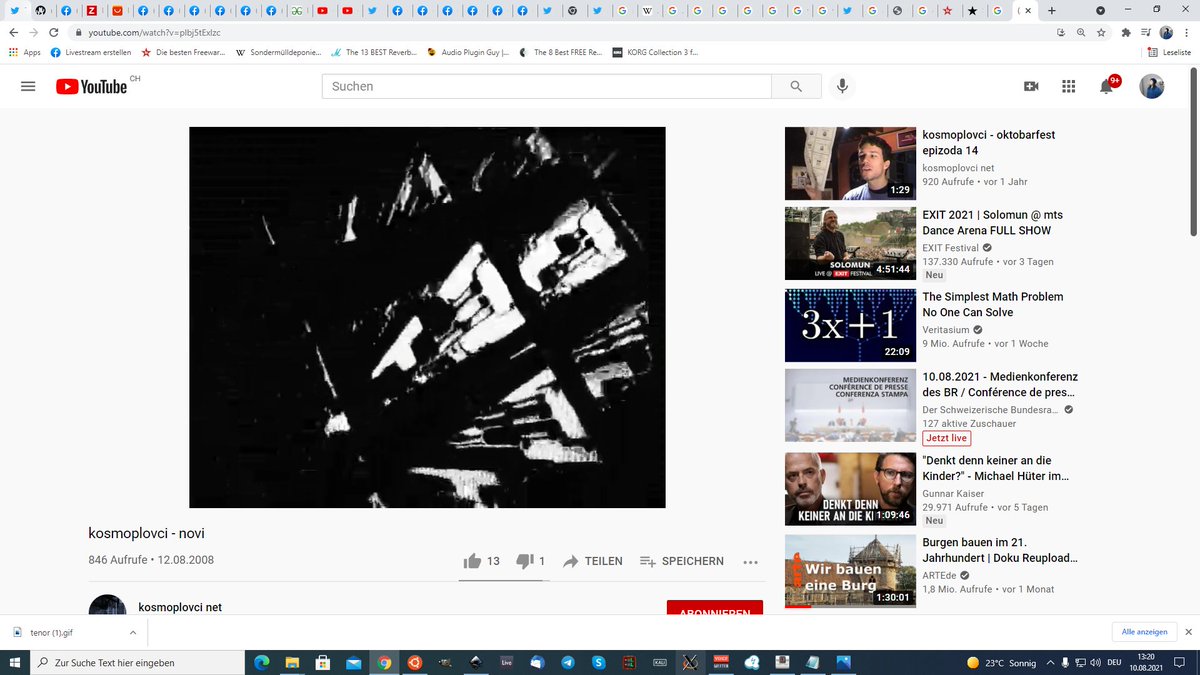 youtube.com/watch?v=plbj5tExlzc
Apps
Livestream erstellen
Die besten Freewar...
Sondermülldeponie...
The 13 BEST Reverb...
Audio Plugin Guy |...
The 8 Best FREE Re...
KORG Collection 3 f...
Leseliste
YouTube CH
Suchen
9+
kosmoplovci - novi
846 Aufrufe • 12.08.2008
13
1
TEILEN
SPEICHERN
kosmoplovci net
ABONNIEREN
1:29
kosmoplovci - oktobarfest
epizoda 14
kosmoplovci net
920 Aufrufe • vor 1 Jahr
SOLOMUN
LIVE @ EXIT FESTIVAL
4:51:44
EXIT 2021 | Solomun @ mts
Dance Arena FULL SHOW
EXIT Festival
137.330 Aufrufe • vor 3 Tagen
Neu
3x+1
22:09
The Simplest Math Problem
No One Can Solve
Veritasium
9 Mio. Aufrufe • vor 1 Woche
MEDIENKONFERENZ
CONFÉRENCE DE PRESSE
CONFERENZA STAMPA
10.08.2021 - Medienkonferenz
des BR / Conférence de pres...
Der Schweizerische Bundesra...
127 aktive Zuschauer
Jetzt live
DENKT DENN
KEINER AN DIE KI
1:09:46
"Denkt denn keiner an die
Kinder?" - Michael Hüter im...
Gunnar Kaiser
29.971 Aufrufe • vor 5 Tagen
Neu
Wir bauen
eine Burg
1:30:01
Burgen bauen im 21.
Jahrhundert | Doku Reupload...
ARTEde
1,8 Mio. Aufrufe • vor 1 Monat
tenor (1).gif
Alle anzeigen
Zur Suche Text hier eingeben
Live
23°C Sonnig
DEU
13:20
10.08.2021